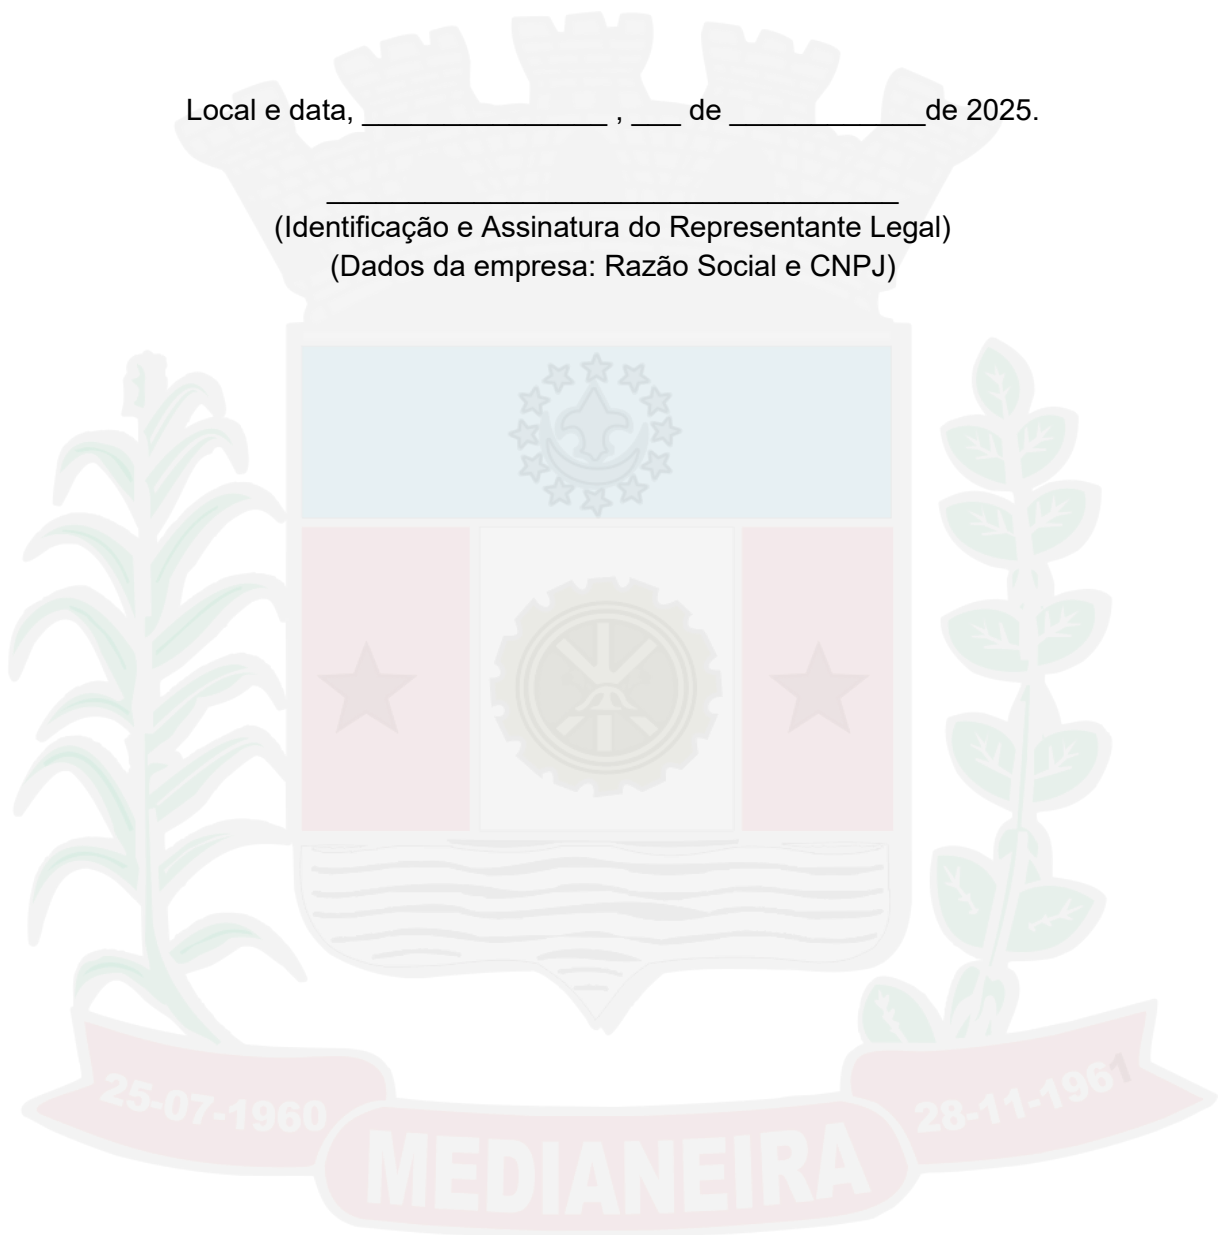 Local e data, _______________ , ___ de ____________de 2025.
___________________________________
(Identificação e Assinatura do Representante Legal)
(Dados da empresa: Razão Social e CNPJ)
25-07-1960
28-11-1961
MEDIANEIRA